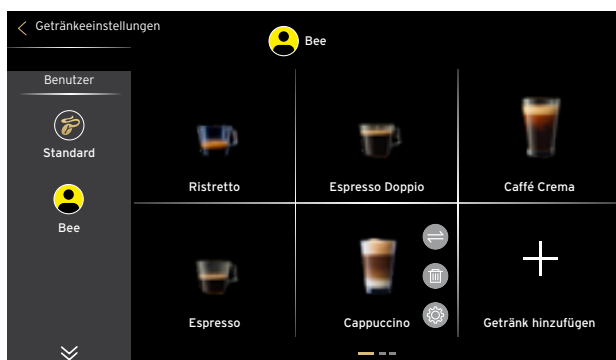 Getränkeeinstellungen
Bee
Benutzer
Standard
Bee
Ristretto
Espresso Doppio
Caffé Crema
Espresso
Cappuccino
Getränk hinzufügen